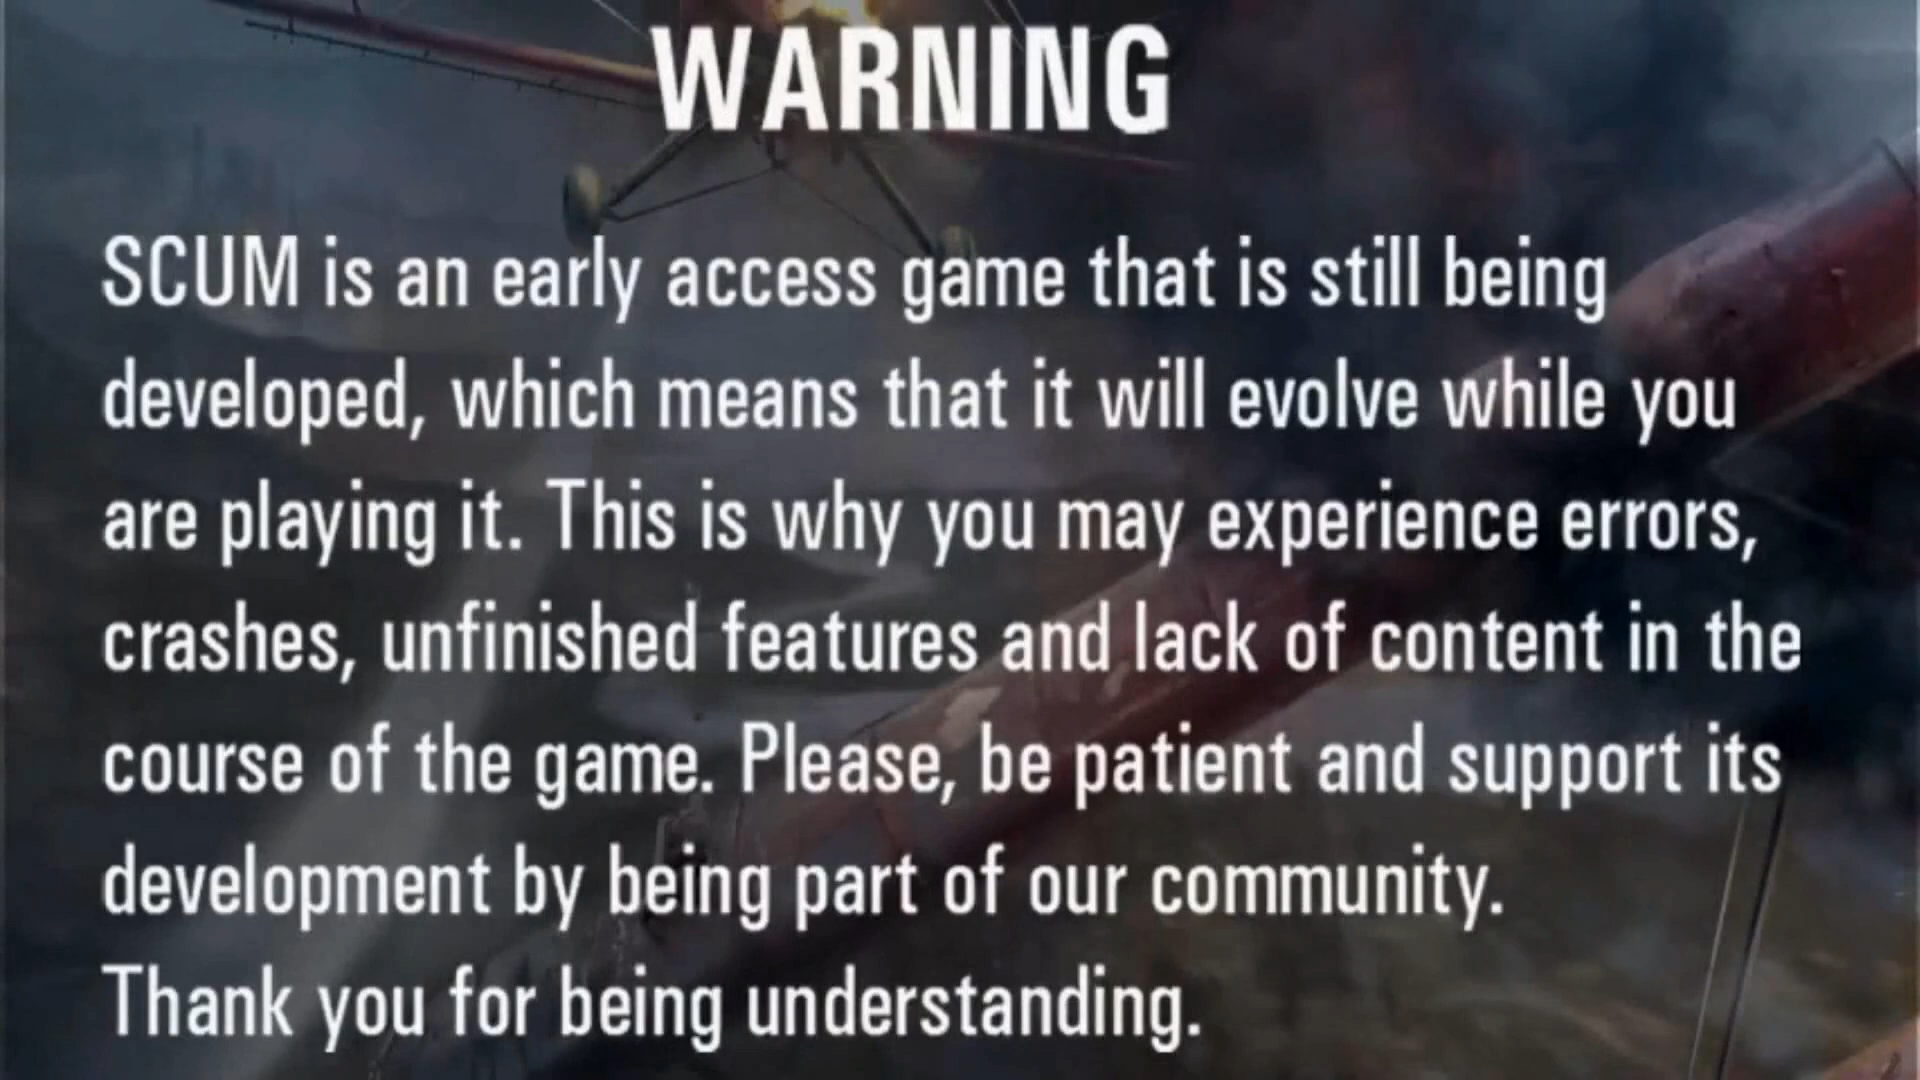 WARNING
SCUM is an early access game that is still being
developed, which means that it will evolve while you
are playing it. This is why you may experience errors,
crashes, unfinished features and lack of content in the
course of the game. Please, be patient and support its
development by being part of our community.
Thank you for being understanding.